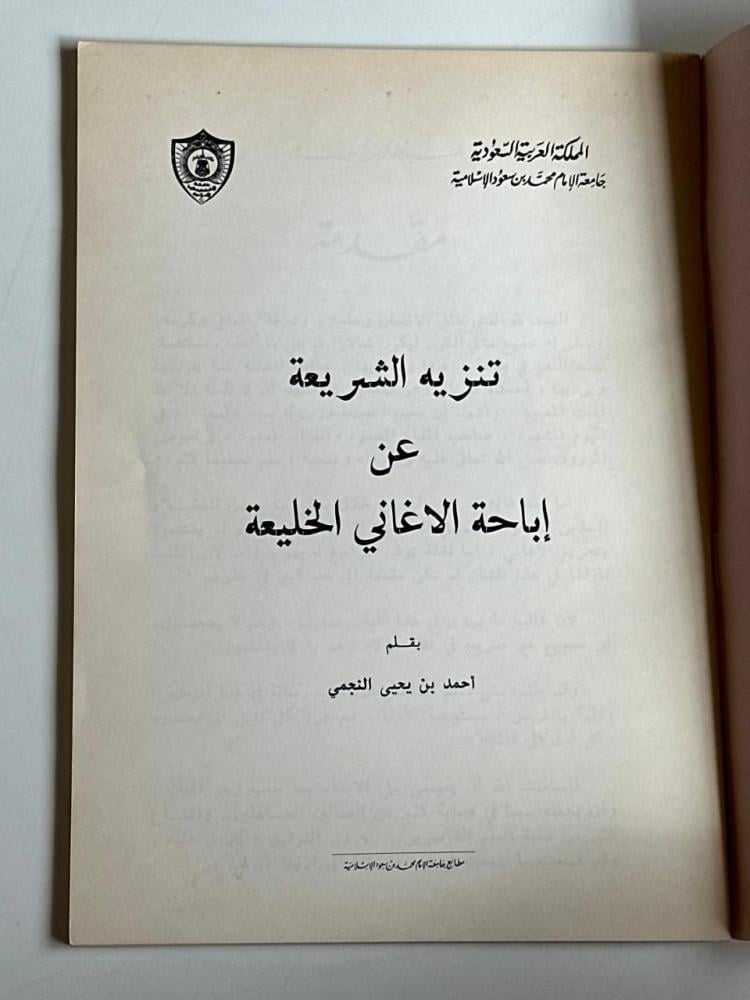 المملكة العربية السعودية
جامعة الإمام محمد بن سعود الإسلامية
تنزيه الشريعة
عن
إباحة الاغاني الخليعة
بقلم
احمد بن يحيى النجمي
مطابع جامعة الإمام محمد بن سعود الإسلامية